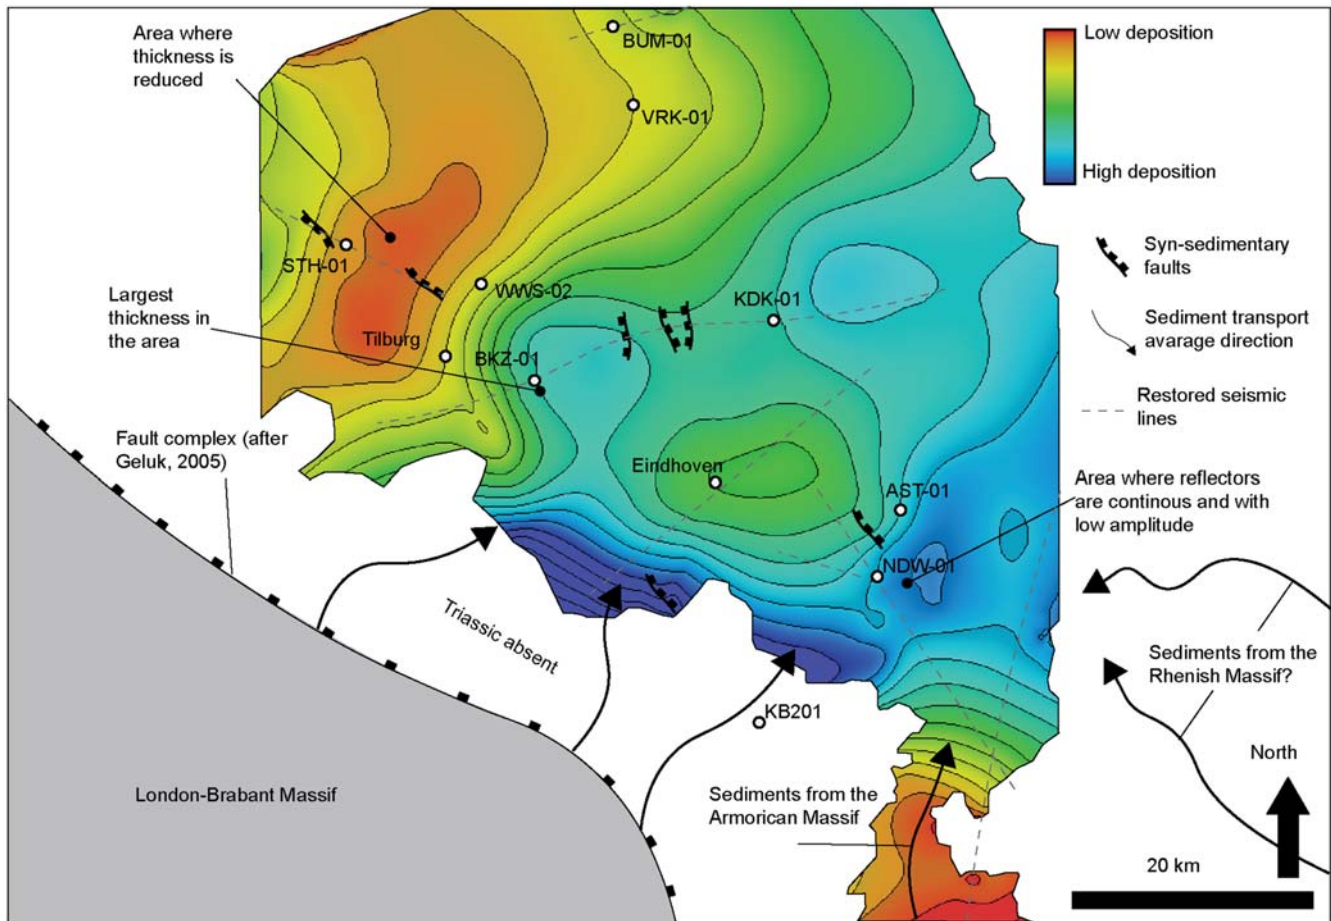 Area where
thickness is
reduced
BUM-01
VRK-01
Low deposition
High deposition
STH-01
WWS-02
Syn-sedimentary
faults
Largest
thickness in
the area
Tilburg
BKZ-01
KDK-01
Sediment transport
avarage direction
Restored seismic
lines
Fault complex (after
Geluk, 2005)
Eindhoven
AST-01
Area where reflectors
are continous and with
low amplitude
NDW-01
Triassic absent
Sediments from the
Rhenish Massif?
KB201
North
London-Brabant Massif
Sediments from the
Armorican Massif
20 km